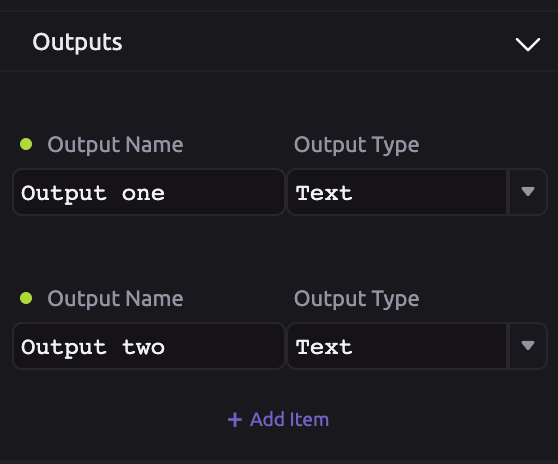 Outputs
Output Name Output Type
Output one Text
Output Name Output Type
Output two Text
+ Add Item